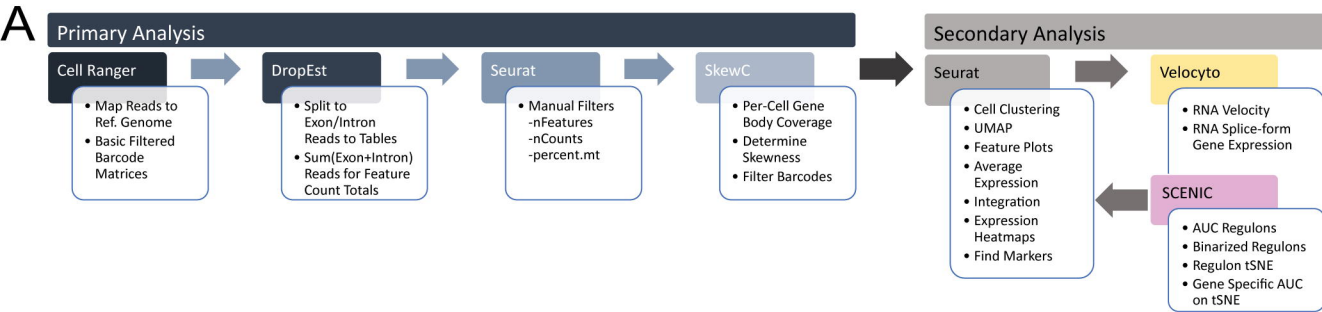 A
Primary Analysis
Cell Ranger
• Map Reads to
Ref. Genome
• Basic Filtered
Barcode
Matrices
DropEst
• Split to
Exon/Intron
Reads to Tables
• Sum(Exon+Intron)
Reads for Feature
Count Totals
Seurat
• Manual Filters
-nFeatures
-nCounts
-percent.mt
SkewC
• Per-Cell Gene
Body Coverage
• Determine
Skewness
• Filter Barcodes
Secondary Analysis
Seurat
• Cell Clustering
• UMAP
• Feature Plots
• Average
Expression
• Integration
• Expression
Heatmaps
• Find Markers
Velocyto
• RNA Velocity
• RNA Splice-form
Gene Expression
SCENIC
• AUC Regulons
• Binarized Regulons
• Regulon tSNE
• Gene Specific AUC
on tSNE